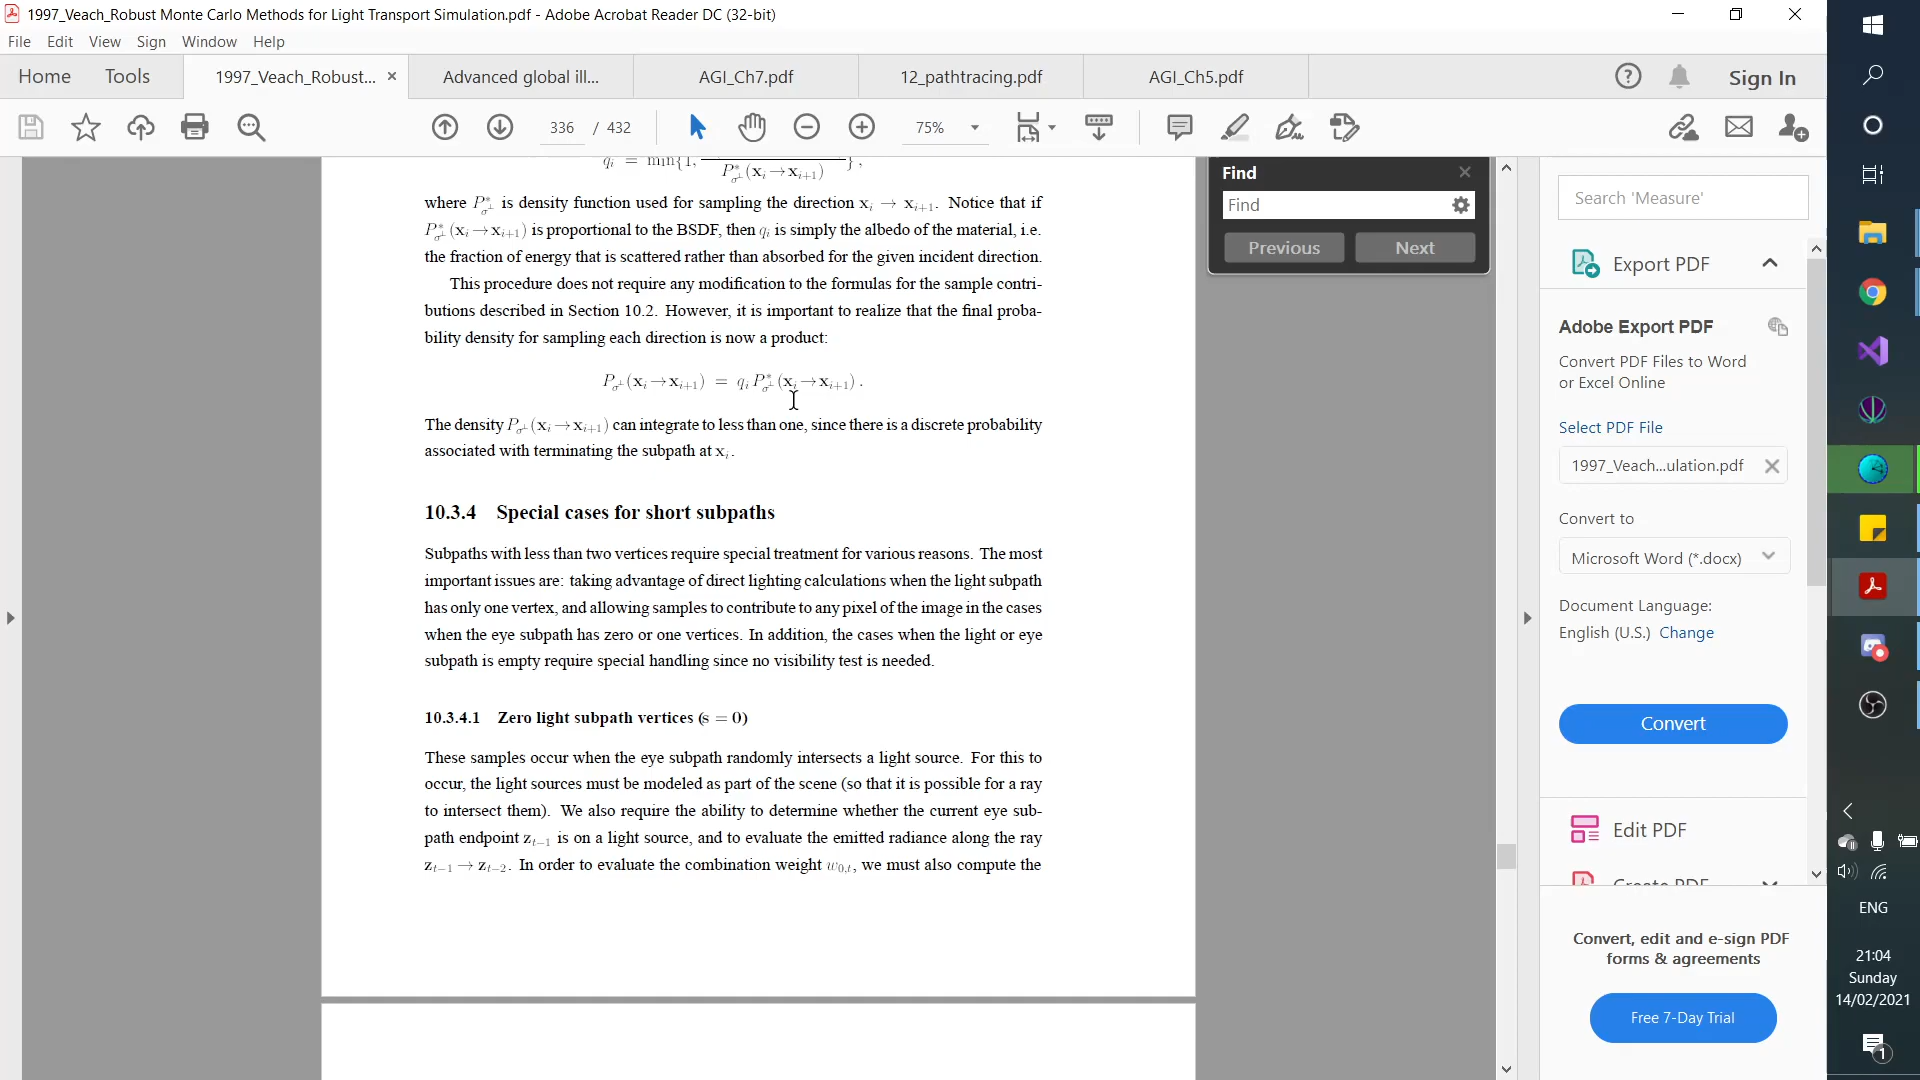 1997_Veach_Robust Monte Carlo Methods for Light Transport Simulation.pdf - Adobe Acrobat Reader DC (32-bit)
File Edit View Sign Window Help
Home Tools 1997_Veach_Robust... × Advanced global ill... AGI_Ch7.pdf 12_pathtracing.pdf AGI_Ch5.pdf Sign In
336 / 432 75%
q_i = min{1, P*_σ⊥(x_i→x_{i+1}) },
where P*_σ⊥ is density function used for sampling the direction x_i → x_{i+1}. Notice that if
P*_σ⊥(x_i→x_{i+1}) is proportional to the BSDF, then q_i is simply the albedo of the material, i.e.
the fraction of energy that is scattered rather than absorbed for the given incident direction.
This procedure does not require any modification to the formulas for the sample contri-
butions described in Section 10.2. However, it is important to realize that the final proba-
bility density for sampling each direction is now a product:
P_σ⊥(x_i→x_{i+1}) = q_i P*_σ⊥(x_i→x_{i+1}).
The density P_σ⊥(x_i→x_{i+1}) can integrate to less than one, since there is a discrete probability
associated with terminating the subpath at x_i.
10.3.4 Special cases for short subpaths
Subpaths with less than two vertices require special treatment for various reasons. The most
important issues are: taking advantage of direct lighting calculations when the light subpath
has only one vertex, and allowing samples to contribute to any pixel of the image in the cases
when the eye subpath has zero or one vertices. In addition, the cases when the light or eye
subpath is empty require special handling since no visibility test is needed.
10.3.4.1 Zero light subpath vertices (s = 0)
These samples occur when the eye subpath randomly intersects a light source. For this to
occur, the light sources must be modeled as part of the scene (so that it is possible for a ray
to intersect them). We also require the ability to determine whether the current eye sub-
path endpoint z_{t−1} is on a light source, and to evaluate the emitted radiance along the ray
z_{t−1} → z_{t−2}. In order to evaluate the combination weight w_{0,t}, we must also compute the
Find
Find
Previous Next
Search 'Measure'
Export PDF
Adobe Export PDF
Convert PDF Files to Word
or Excel Online
Select PDF File
1997_Veach...ulation.pdf
Convert to
Microsoft Word (*.docx)
Document Language:
English (U.S.) Change
Convert
Edit PDF
Create PDF
Convert, edit and e-sign PDF
forms & agreements
Free 7-Day Trial
ENG
21:04
Sunday
14/02/2021
1